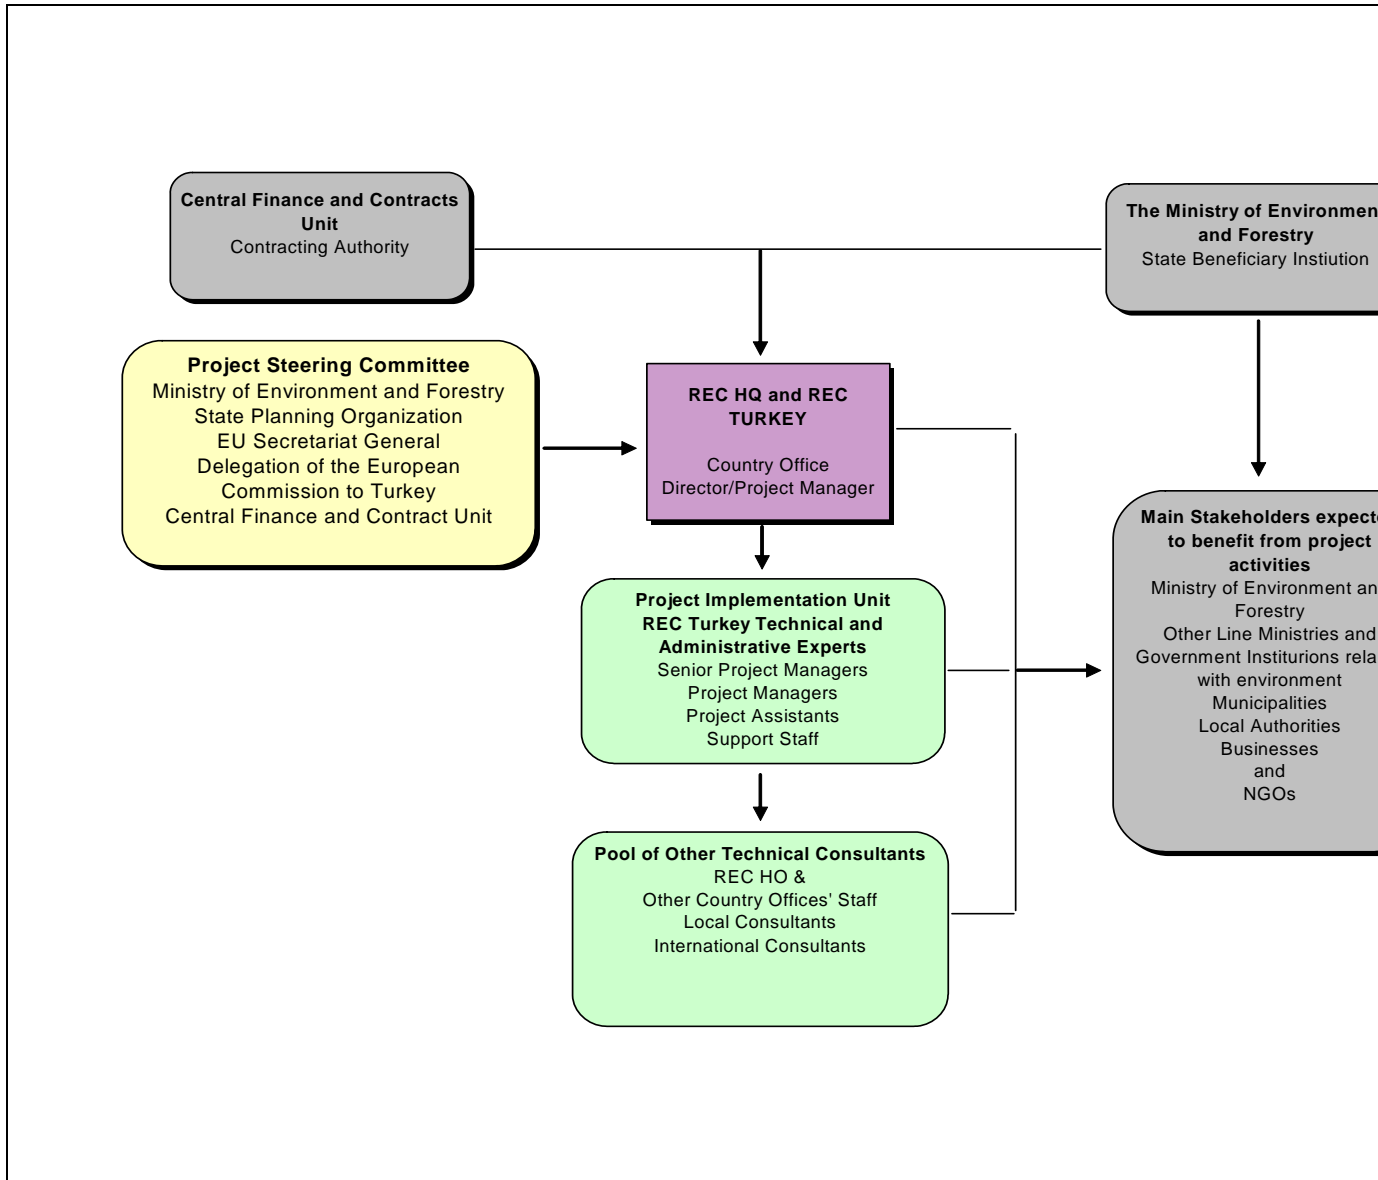 Central Finance and Contracts
Unit
Contracting Authority
The Ministry of Environmen
and Forestry
State Beneficiary Instiution
Project Steering Committee
Ministry of Environment and Forestry
State Planning Organization
EU Secretariat General
Delegation of the European
Commission to Turkey
Central Finance and Contract Unit
REC HQ and REC
TURKEY
Country Office
Director/Project Manager
Project Implementation Unit
REC Turkey Technical and
Administrative Experts
Senior Project Managers
Project Managers
Project Assistants
Support Staff
Pool of Other Technical Consultants
REC HO &
Other Country Offices' Staff
Local Consultants
International Consultants
Main Stakeholders expect
to benefit from project
activities
Ministry of Environment an
Forestry
Other Line Ministries and
Government Institurions rela
with environment
Municipalities
Local Authorities
Businesses
and
NGOs